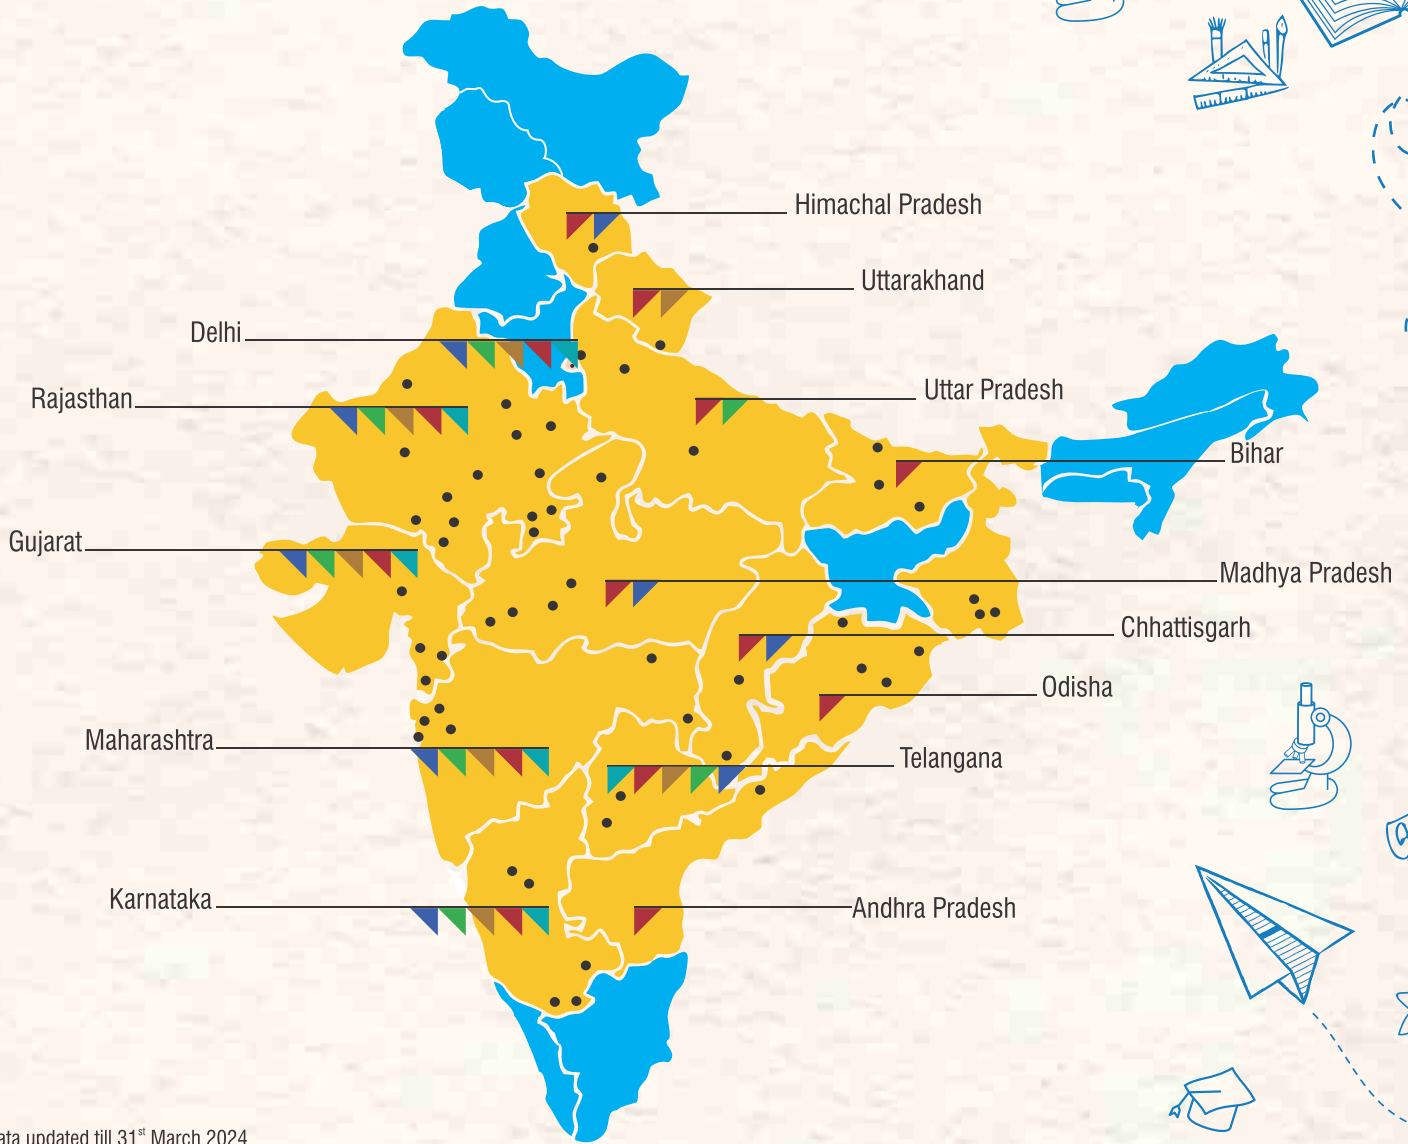 Himachal Pradesh
Uttarakhand
Delhi
Uttar Pradesh
Rajasthan
Bihar
Gujarat
Madhya Pradesh
Chhattisgarh
Odisha
Maharashtra
Telangana
Karnataka
Andhra Pradesh
updated till 31st March 2024